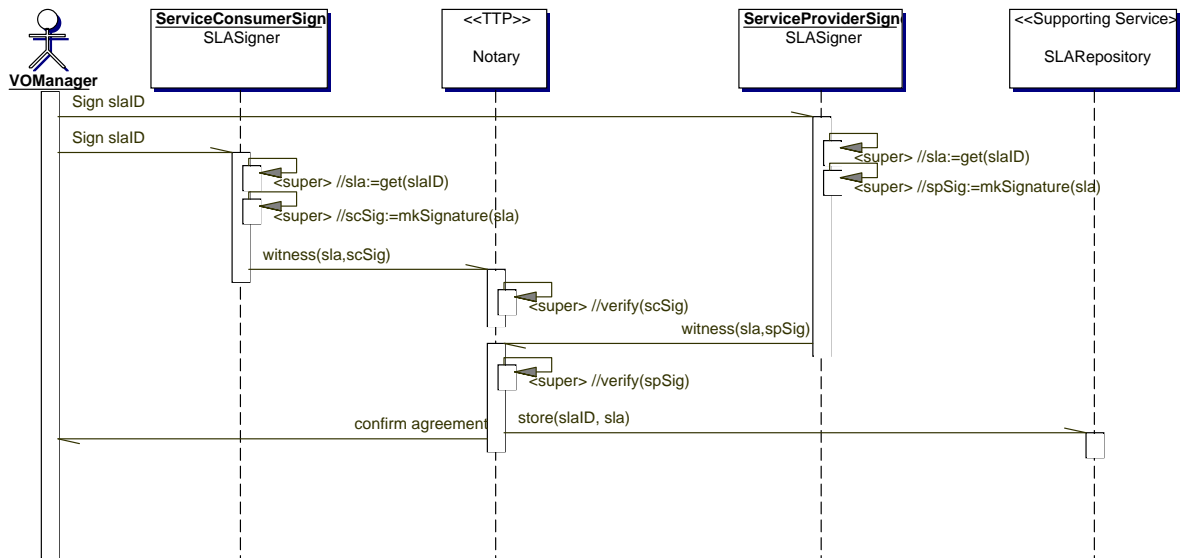 VOManager
ServiceConsumerSign
SLASigner
<<TTP>>
Notary
ServiceProviderSign
SLASigner
<<Supporting Service>
SLARepository
Sign slaID
Sign slaID
<super> //sla:=get(slaID)
<super> //sla:=get(slaID)
<super> //spSig:=mkSignature(sla)
<super> //scSig:=mkSignature(sla)
witness(sla,scSig)
<super> //verify(scSig)
witness(sla,spSig)
<super> //verify(spSig)
confirm agreement
store(slaID, sla)